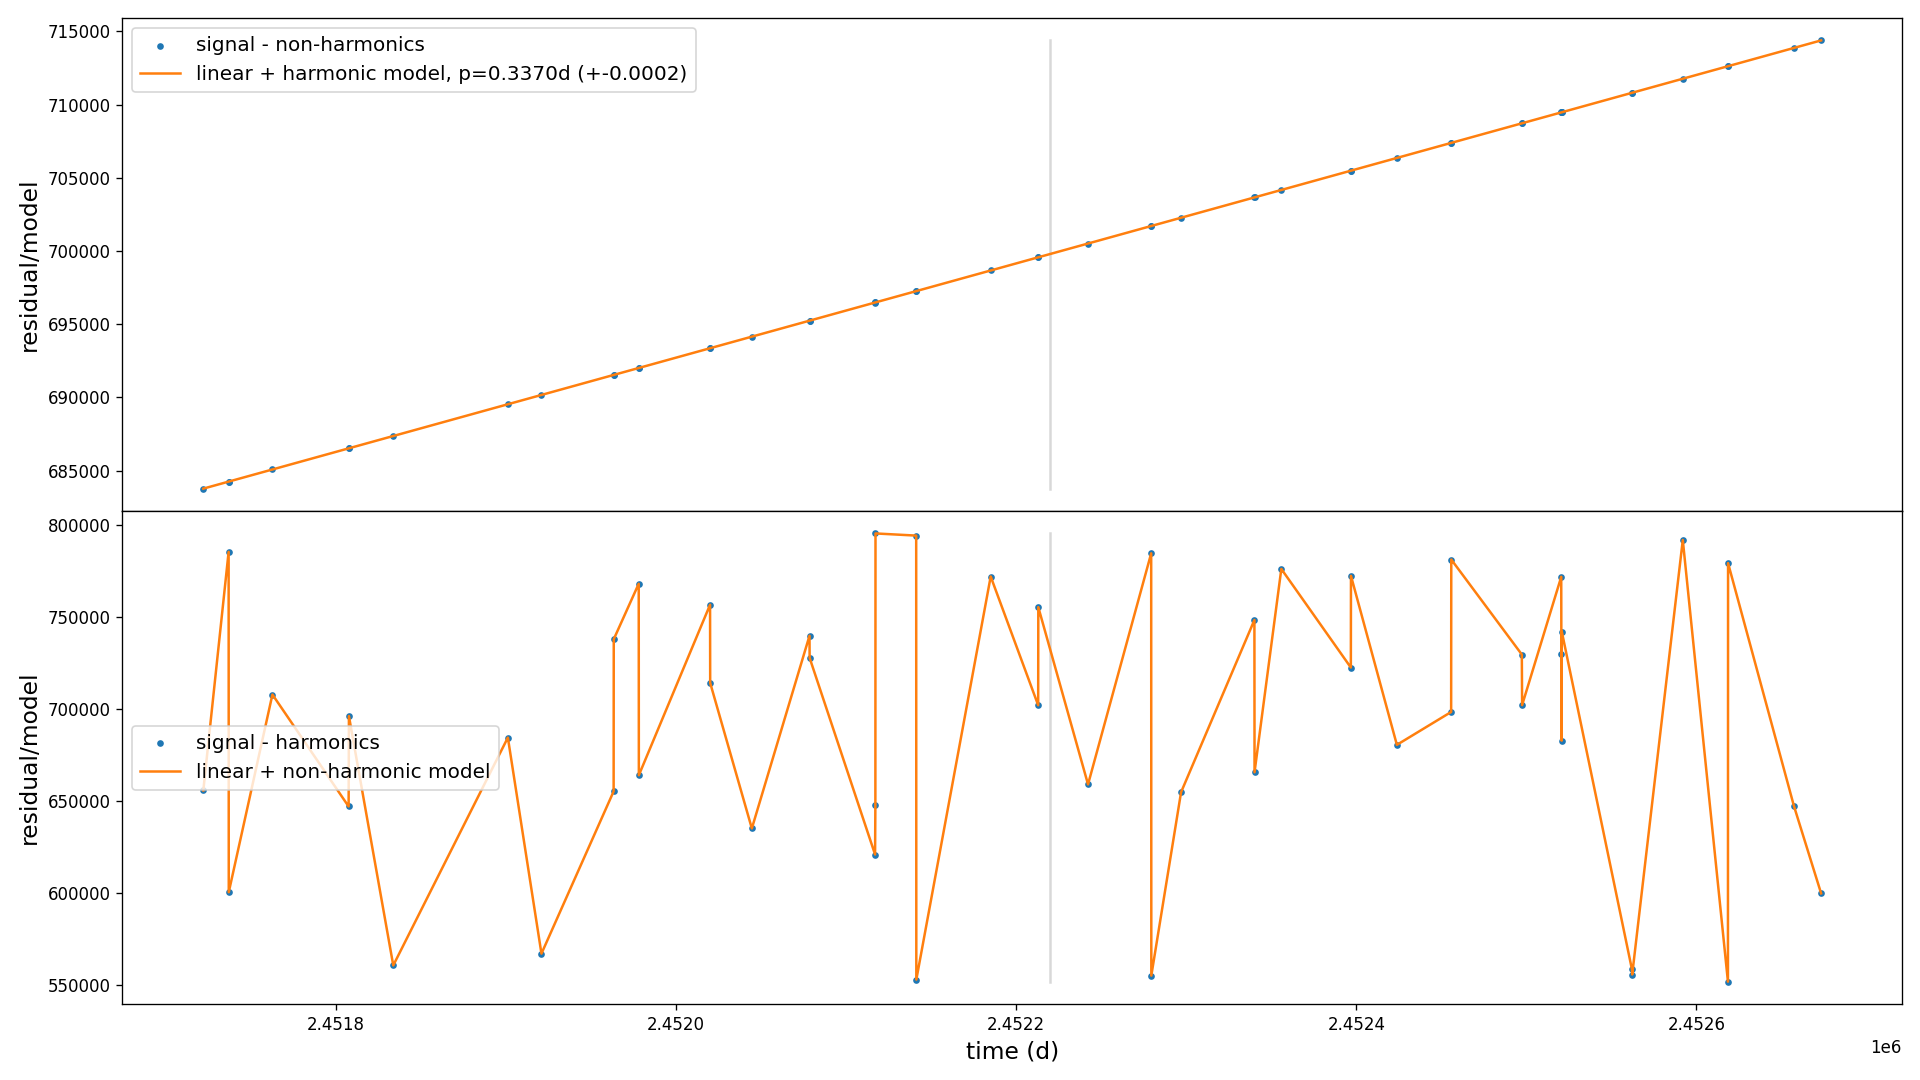 715000
710000
705000
700000
695000
690000
685000
residual/model
signal - non-harmonics
linear + harmonic model, p=0.3370d (+-0.0002)
800000
750000
700000
650000
600000
550000
residual/model
signal - harmonics
linear + non-harmonic model
2.4518
2.4520
2.4522
2.4524
2.4526
1e6
time (d)